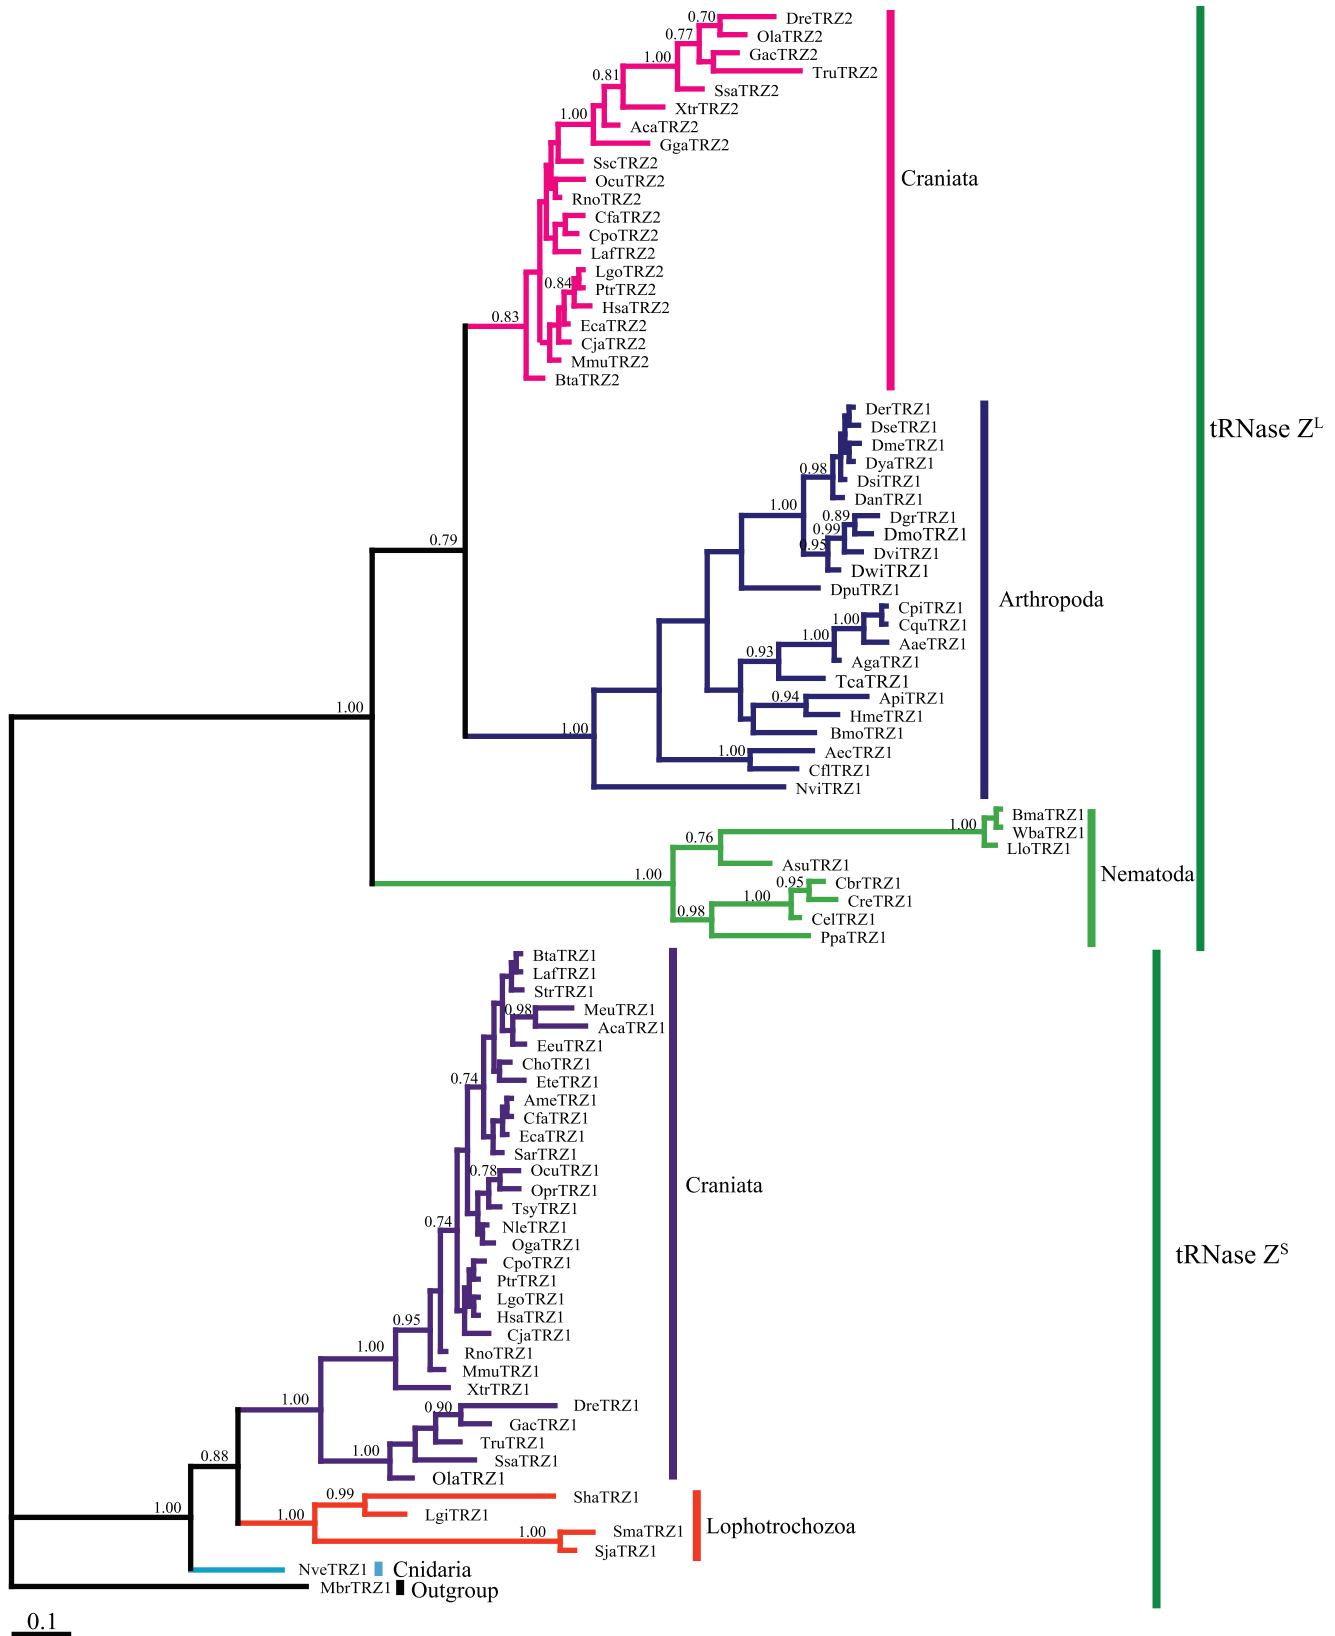 0.70
DreTRZ2
0.77
OlaTRZ2
1.00
GacTRZ2
0.81
TruTRZ2
SsaTRZ2
1.00
XtrTRZ2
AcaTRZ2
GgaTRZ2
SscTRZ2
OcuTRZ2
Craniata
RnoTRZ2
CfaTRZ2
CpoTRZ2
LafTRZ2
LgoTRZ2
0.84
PtrTRZ2
HsaTRZ2
0.83
EcaTRZ2
CjaTRZ2
MmuTRZ2
BtaTRZ2
DerTRZ1
DseTRZ1
tRNase Z^L
DmeTRZ1
DyaTRZ1
0.98
DsiTRZ1
DanTRZ1
1.00
0.89
DgrTRZ1
0.99
DmoTRZ1
0.79
0.95
DviTRZ1
DwiTRZ1
DpuTRZ1
Arthropoda
CpiTRZ1
1.00
CquTRZ1
1.00
AaeTRZ1
0.93
AgaTRZ1
TcaTRZ1
0.94
ApiTRZ1
1.00
HmeTRZ1
1.00
BmoTRZ1
1.00
AecTRZ1
CflTRZ1
NviTRZ1
BmaTRZ1
1.00
WbaTRZ1
0.76
LloTRZ1
AsuTRZ1
1.00
Nematoda
0.95
CbrTRZ1
1.00
CreTRZ1
0.98
CelTRZ1
PpaTRZ1
BtaTRZ1
LafTRZ1
StrTRZ1
0.98
MeuTRZ1
AcaTRZ1
EeuTRZ1
ChoTRZ1
0.74
EteTRZ1
AmeTRZ1
CfaTRZ1
EcaTRZ1
SarTRZ1
0.78
OcuTRZ1
Craniata
OprTRZ1
TsyTRZ1
0.74
NleTRZ1
OgaTRZ1
tRNase Z^S
CpoTRZ1
PtrTRZ1
LgoTRZ1
HsaTRZ1
0.95
CjaTRZ1
1.00
RnoTRZ1
MmuTRZ1
XtrTRZ1
1.00
0.90
DreTRZ1
GacTRZ1
1.00
TruTRZ1
0.88
SsaTRZ1
OlaTRZ1
0.99
ShaTRZ1
1.00
1.00
LgiTRZ1
1.00
SmaTRZ1
Lophotrochozoa
SjaTRZ1
NveTRZ1
Cnidaria
MbrTRZ1
Outgroup
0.1